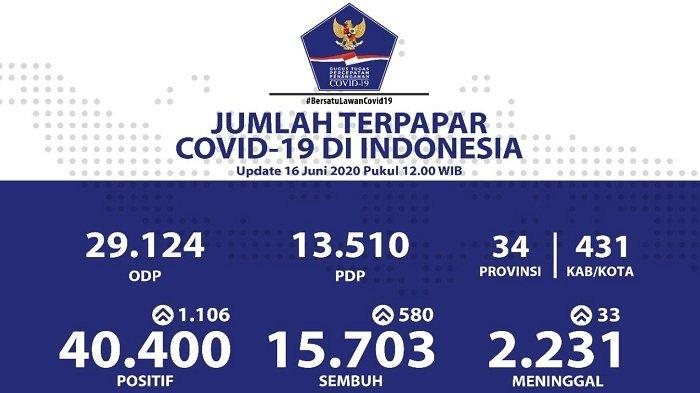 GUGUS TUGAS
PERCEPATAN
PENANGANAN
COVID-19
#BersatuLawanCovid19
JUMLAH TERPAPAR
COVID-19 DI INDONESIA
Update 16 Juni 2020 Pukul 12.00 WIB
29.124
ODP
13.510
PDP
34
PROVINSI
431
KAB/KOTA
1.106
40.400
POSITIF
580
15.703
SEMBUH
33
2.231
MENINGGAL